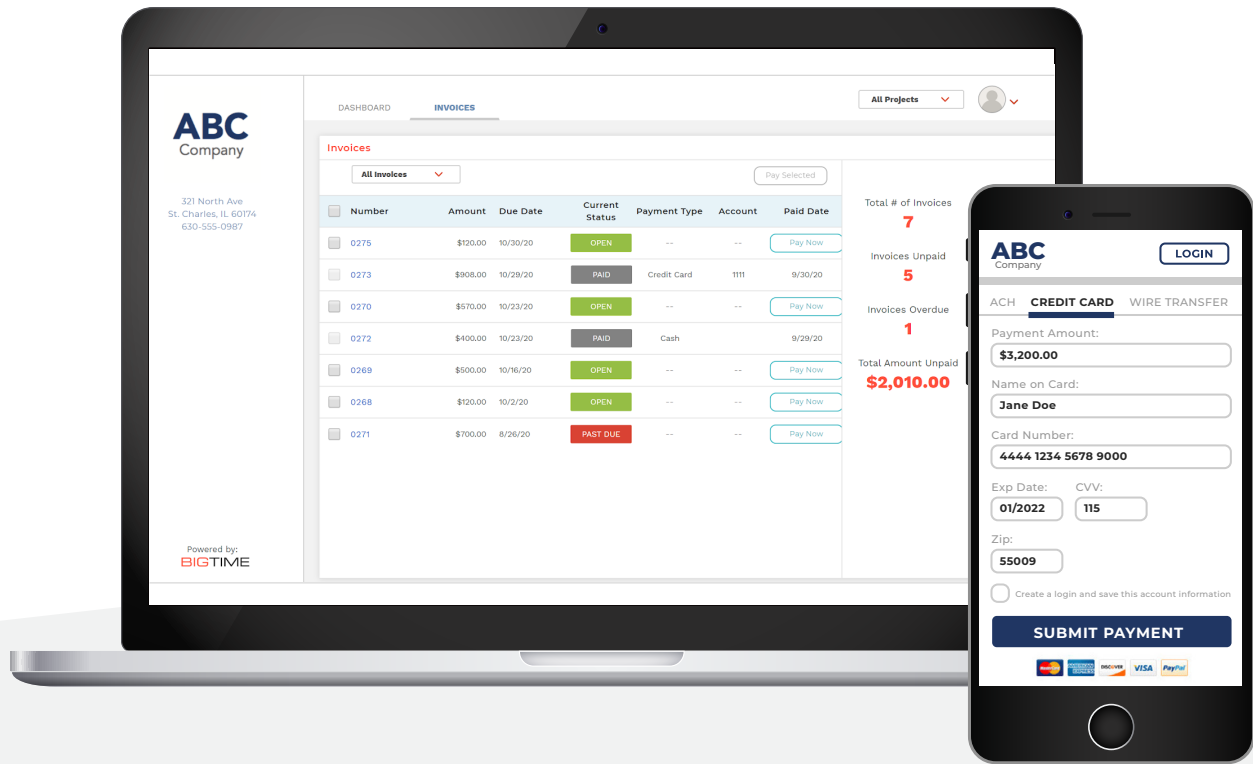 ABC
Company
321 North Ave
St. Charles, IL 60174
630-555-0987
Powered by:
BIGTIME
DASHBOARD INVOICES
All Projects
Invoices
All Invoices
Pay Selected
Number Amount Due Date Current Status Payment Type Account Paid Date
0275 $120.00 10/30/20 OPEN -- -- Pay Now
0273 $908.00 10/29/20 PAID Credit Card 1111 9/30/20
0270 $570.00 10/23/20 OPEN -- -- Pay Now
0272 $400.00 10/23/20 PAID Cash 9/29/20
0269 $500.00 10/16/20 OPEN -- -- Pay Now
0268 $120.00 10/2/20 OPEN -- -- Pay Now
0271 $700.00 8/26/20 PAST DUE -- -- Pay Now
Total # of Invoices
7
Invoices Unpaid
5
Invoices Overdue
1
Total Amount Unpaid
$2,010.00
ABC
Company
LOGIN
ACH CREDIT CARD WIRE TRANSFER
Payment Amount:
$3,200.00
Name on Card:
Jane Doe
Card Number:
4444 1234 5678 9000
Exp Date: CVV:
01/2022 115
Zip:
55009
Create a login and save this account information
SUBMIT PAYMENT
MasterCard AMERICAN EXPRESS DISCOVER VISA PayPal